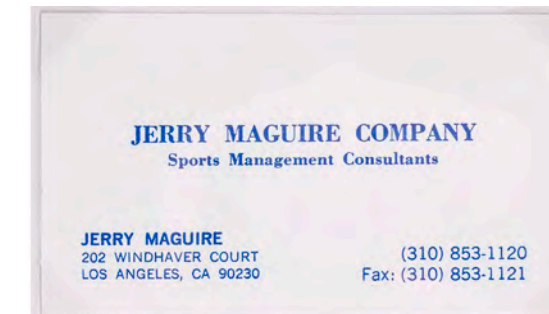 JERRY MAGUIRE COMPANY
Sports Management Consultants
JERRY MAGUIRE
202 WINDHAVER COURT
LOS ANGELES, CA 90230
(310) 853-1120
Fax: (310) 853-1121